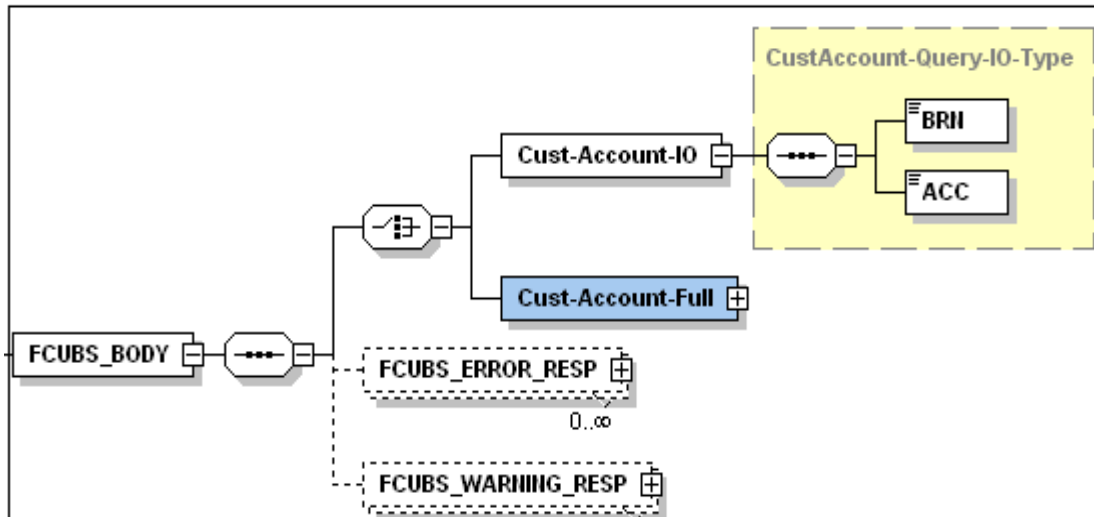 CustAccount-Query-IO-Type
BRN
Cust-Account-IO
ACC
Cust-Account-Full
FCUBS_BODY
FCUBS_ERROR_RESP
0..∞
FCUBS_WARNING_RESP